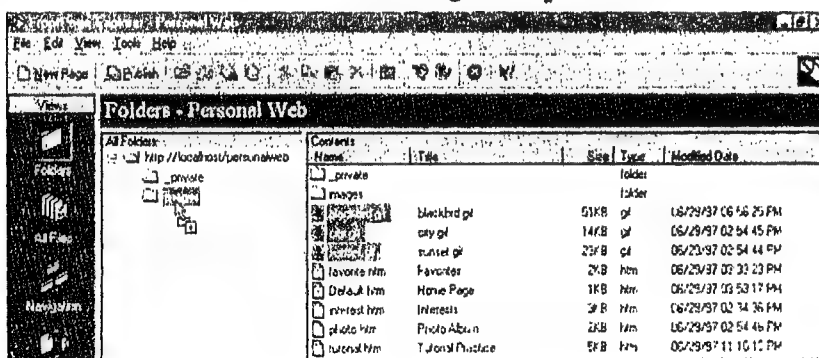 File Edit View Tools Help
New Page
Views
Folders - Personal Web
All Folders
http://localhost/personalweb
_private
Contents
Name Title Size Type Modified Date
_private folder
images folder
blackbrd.gif 51KB gif 06/29/97 06:56:25 PM
city.gif 14KB gif 06/29/97 02:54:45 PM
sunset.gif gif 02:54:44 PM
favorite.htm Favorites 2KB htm 06/29/97 03:33:23 PM
Default.htm Home Page 1KB htm 06/29/97 03:53:17 PM
interest.htm Interests htm 06/29/97 02:34:36 PM
photo.htm Photo Album 2KB htm 06/29/97 02:54:46 PM
tutorial.htm Tutorial Practice 5KB htm 06/29/97
Folders
All Files
Navigation